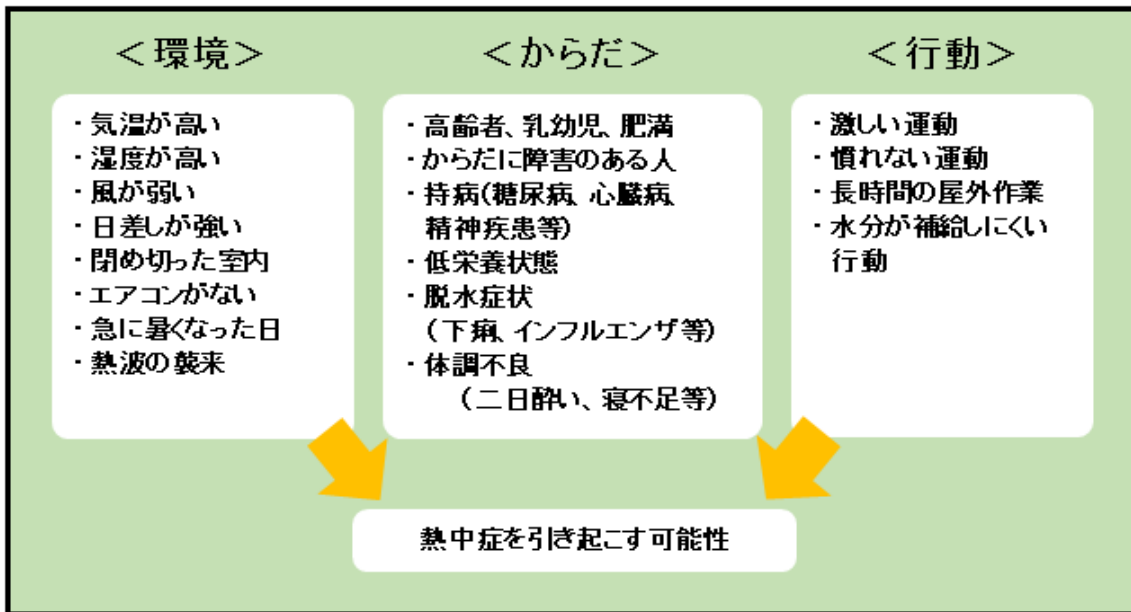 ＜環境＞
・気温が高い
・湿度が高い
・風が弱い
・日差しが強い
・閉め切った室内
・エアコンがない
・急に暑くなった日
・熱波の襲来
＜からだ＞
・高齢者、乳幼児、肥満
・からだに障害のある人
・持病(糖尿病、心臓病、
精神疾患等)
・低栄養状態
・脱水症状
（下痢、インフルエンザ等）
・体調不良
（二日酔い、寝不足等）
＜行動＞
・激しい運動
・慣れない運動
・長時間の屋外作業
・水分が補給しにくい
行動
熱中症を引き起こす可能性